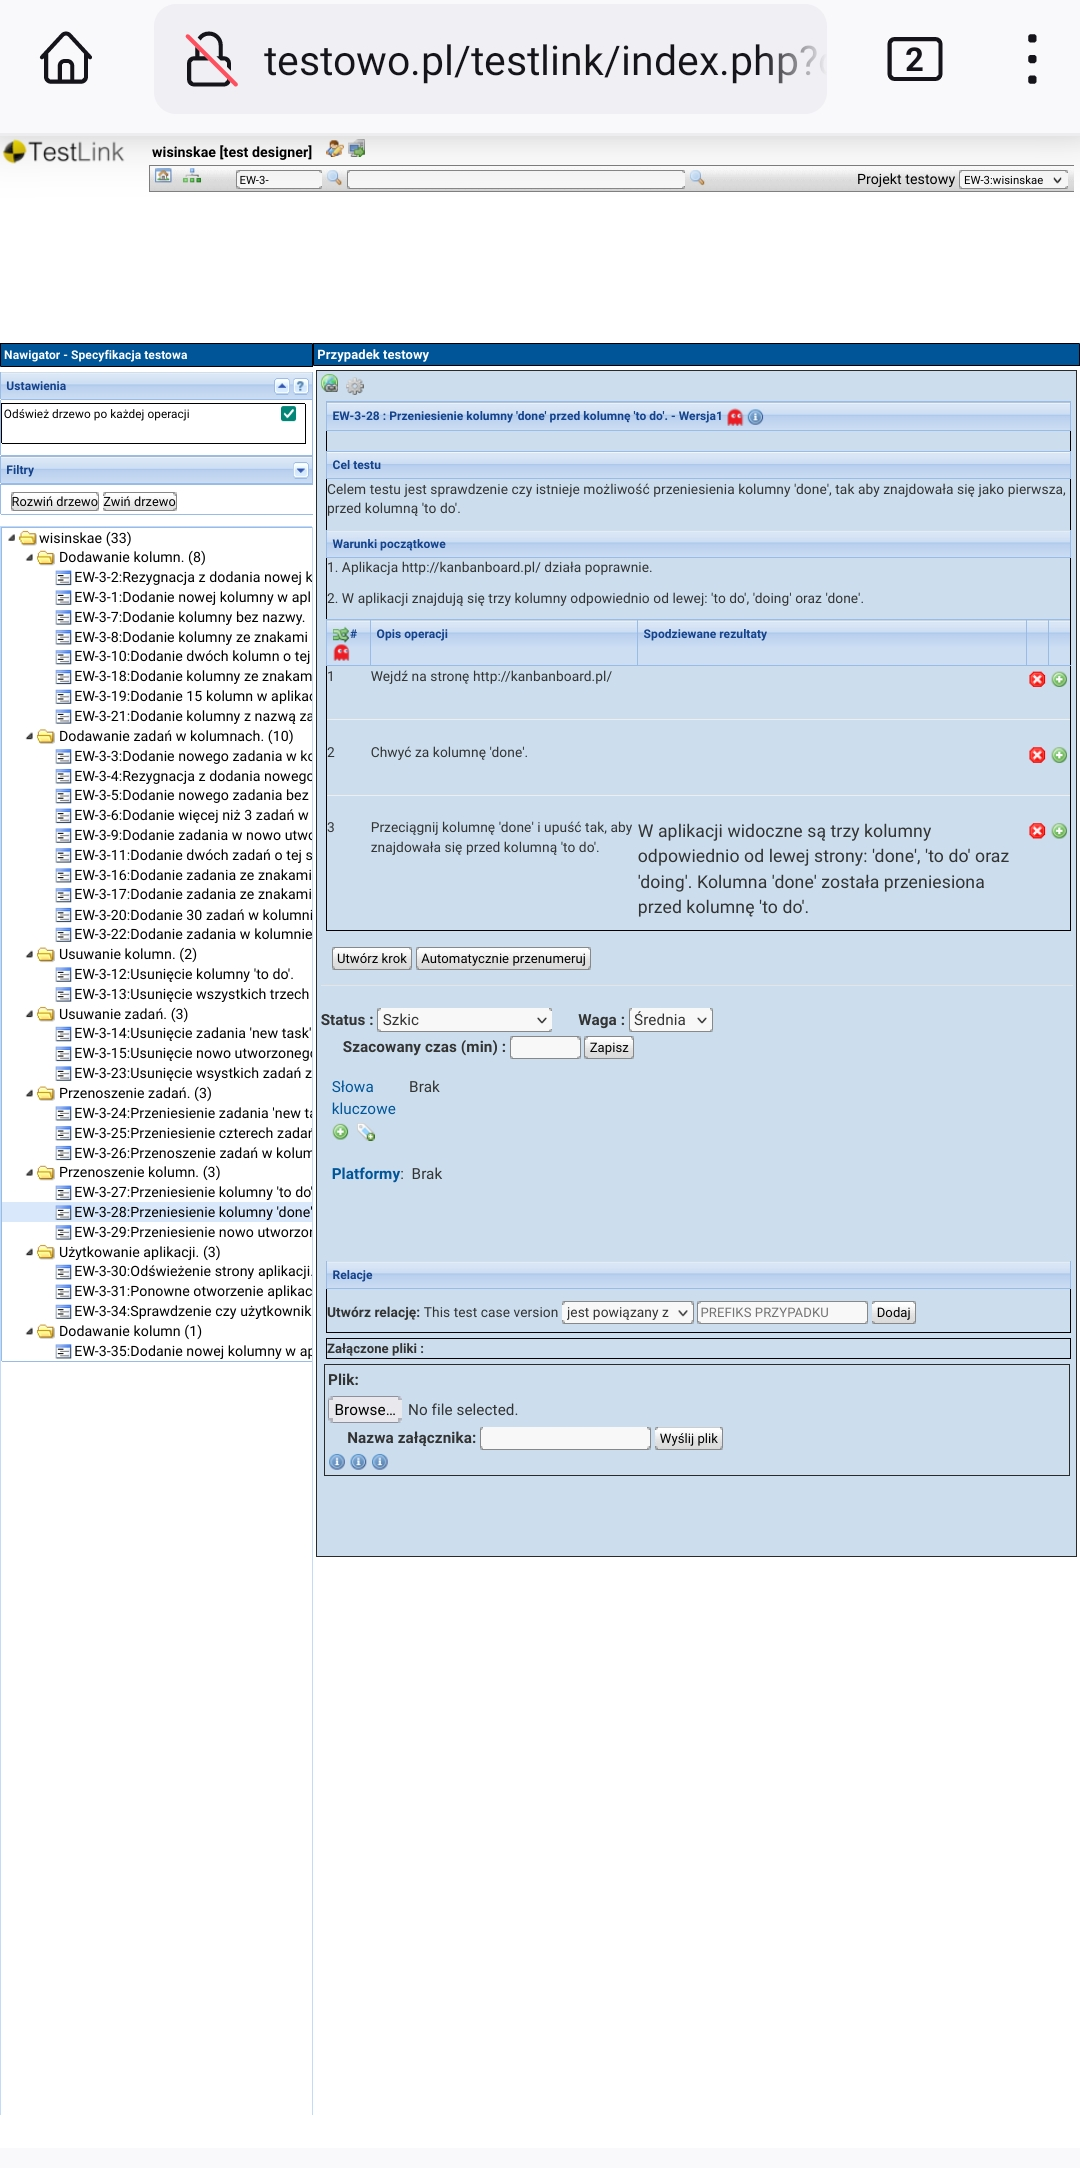 testowo.pl/testlink/index.php?
2
TestLink
wisinskae [test designer]
EW-3-
Projekt testowy EW-3:wisinskae
Nawigator - Specyfikacja testowa
Ustawienia
?
Odśwież drzewo po każdej operacji
Filtry
Rozwiń drzewo Zwiń drzewo
wisinskae (33)
Dodawanie kolumn. (8)
EW-3-2:Rezygnacja z dodania nowej k
EW-3-1:Dodanie nowej kolumny w apl
EW-3-7:Dodanie kolumny bez nazwy.
EW-3-8:Dodanie kolumny ze znakami
EW-3-10:Dodanie dwóch kolumn o tej
EW-3-18:Dodanie kolumny ze znakam
EW-3-19:Dodanie 15 kolumn w aplikac
EW-3-21:Dodanie kolumny z nazwą za
Dodawanie zadań w kolumnach. (10)
EW-3-3:Dodanie nowego zadania w ko
EW-3-4:Rezygnacja z dodania nowego
EW-3-5:Dodanie nowego zadania bez
EW-3-6:Dodanie więcej niż 3 zadań w
EW-3-9:Dodanie zadania w nowo utwo
EW-3-11:Dodanie dwóch zadań o tej s
EW-3-16:Dodanie zadania ze znakami
EW-3-17:Dodanie zadania ze znakami
EW-3-20:Dodanie 30 zadań w kolumni
EW-3-22:Dodanie zadania w kolumnie
Usuwanie kolumn. (2)
EW-3-12:Usunięcie kolumny 'to do'.
EW-3-13:Usunięcie wszystkich trzech
Usuwanie zadań. (3)
EW-3-14:Usunięcie zadania 'new task'
EW-3-15:Usunięcie nowo utworzonego
EW-3-23:Usunięcie wsystkich zadań z
Przenoszenie zadań. (3)
EW-3-24:Przeniesienie zadania 'new ta
EW-3-25:Przeniesienie czterech zadań
EW-3-26:Przenoszenie zadań w kolum
Przenoszenie kolumn. (3)
EW-3-27:Przeniesienie kolumny 'to do'
EW-3-28:Przeniesienie kolumny 'done'
EW-3-29:Przeniesienie nowo utworzon
Użytkowanie aplikacji. (3)
EW-3-30:Odświeżenie strony aplikacji.
EW-3-31:Ponowne otworzenie aplikac
EW-3-34:Sprawdzenie czy użytkownik
Dodawanie kolumn (1)
EW-3-35:Dodanie nowej kolumny w ap
Przypadek testowy
EW-3-28 : Przeniesienie kolumny 'done' przed kolumnę 'to do'. - Wersja1
Cel testu
Celem testu jest sprawdzenie czy istnieje możliwość przeniesienia kolumny 'done', tak aby znajdowała się jako pierwsza,
przed kolumną 'to do'.
Warunki początkowe
1. Aplikacja http://kanbanboard.pl/ działa poprawnie.
2. W aplikacji znajdują się trzy kolumny odpowiednio od lewej: 'to do', 'doing' oraz 'done'.
# Opis operacji Spodziewane rezultaty
1 Wejdź na stronę http://kanbanboard.pl/
2 Chwyć za kolumnę 'done'.
3 Przeciągnij kolumnę 'done' i upuść tak, aby
znajdowała się przed kolumną 'to do'.
W aplikacji widoczne są trzy kolumny
odpowiednio od lewej strony: 'done', 'to do' oraz
'doing'. Kolumna 'done' została przeniesiona
przed kolumnę 'to do'.
Utwórz krok Automatycznie przenumeruj
Status : Szkic Waga : Średnia
Szacowany czas (min) : Zapisz
Słowa Brak
kluczowe
Platformy: Brak
Relacje
Utwórz relację: This test case version jest powiązany z PREFIKS PRZYPADKU Dodaj
Załączone pliki :
Plik:
Browse... No file selected.
Nazwa załącznika: Wyślij plik